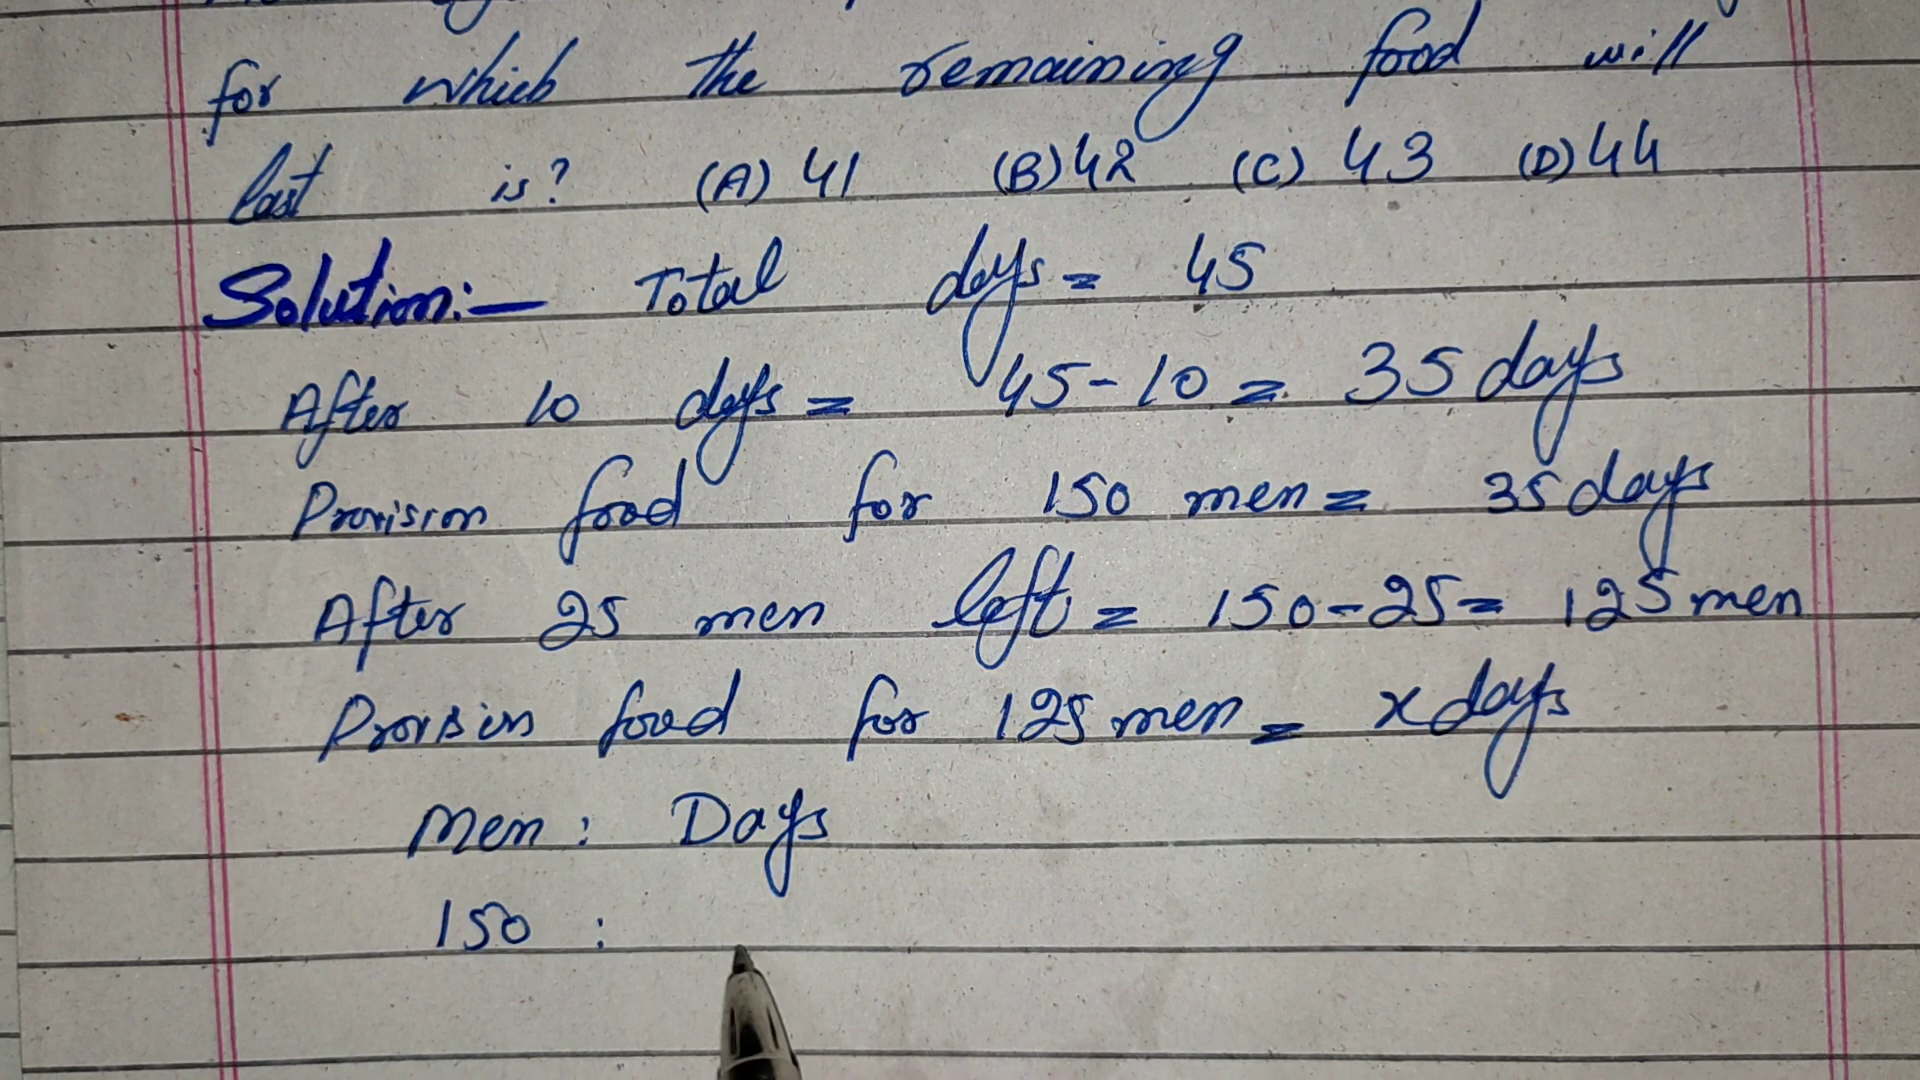 for which the remaining food will
last is? (A) 41 (B) 42 (C) 43 (D) 44
Solution:- Total days = 45
After 10 days = 45-10 = 35 days
Provision food for 150 men = 35 days
After 25 men left = 150-25 = 125 men
Provision food for 125 men = x days
Men : Days
150 :